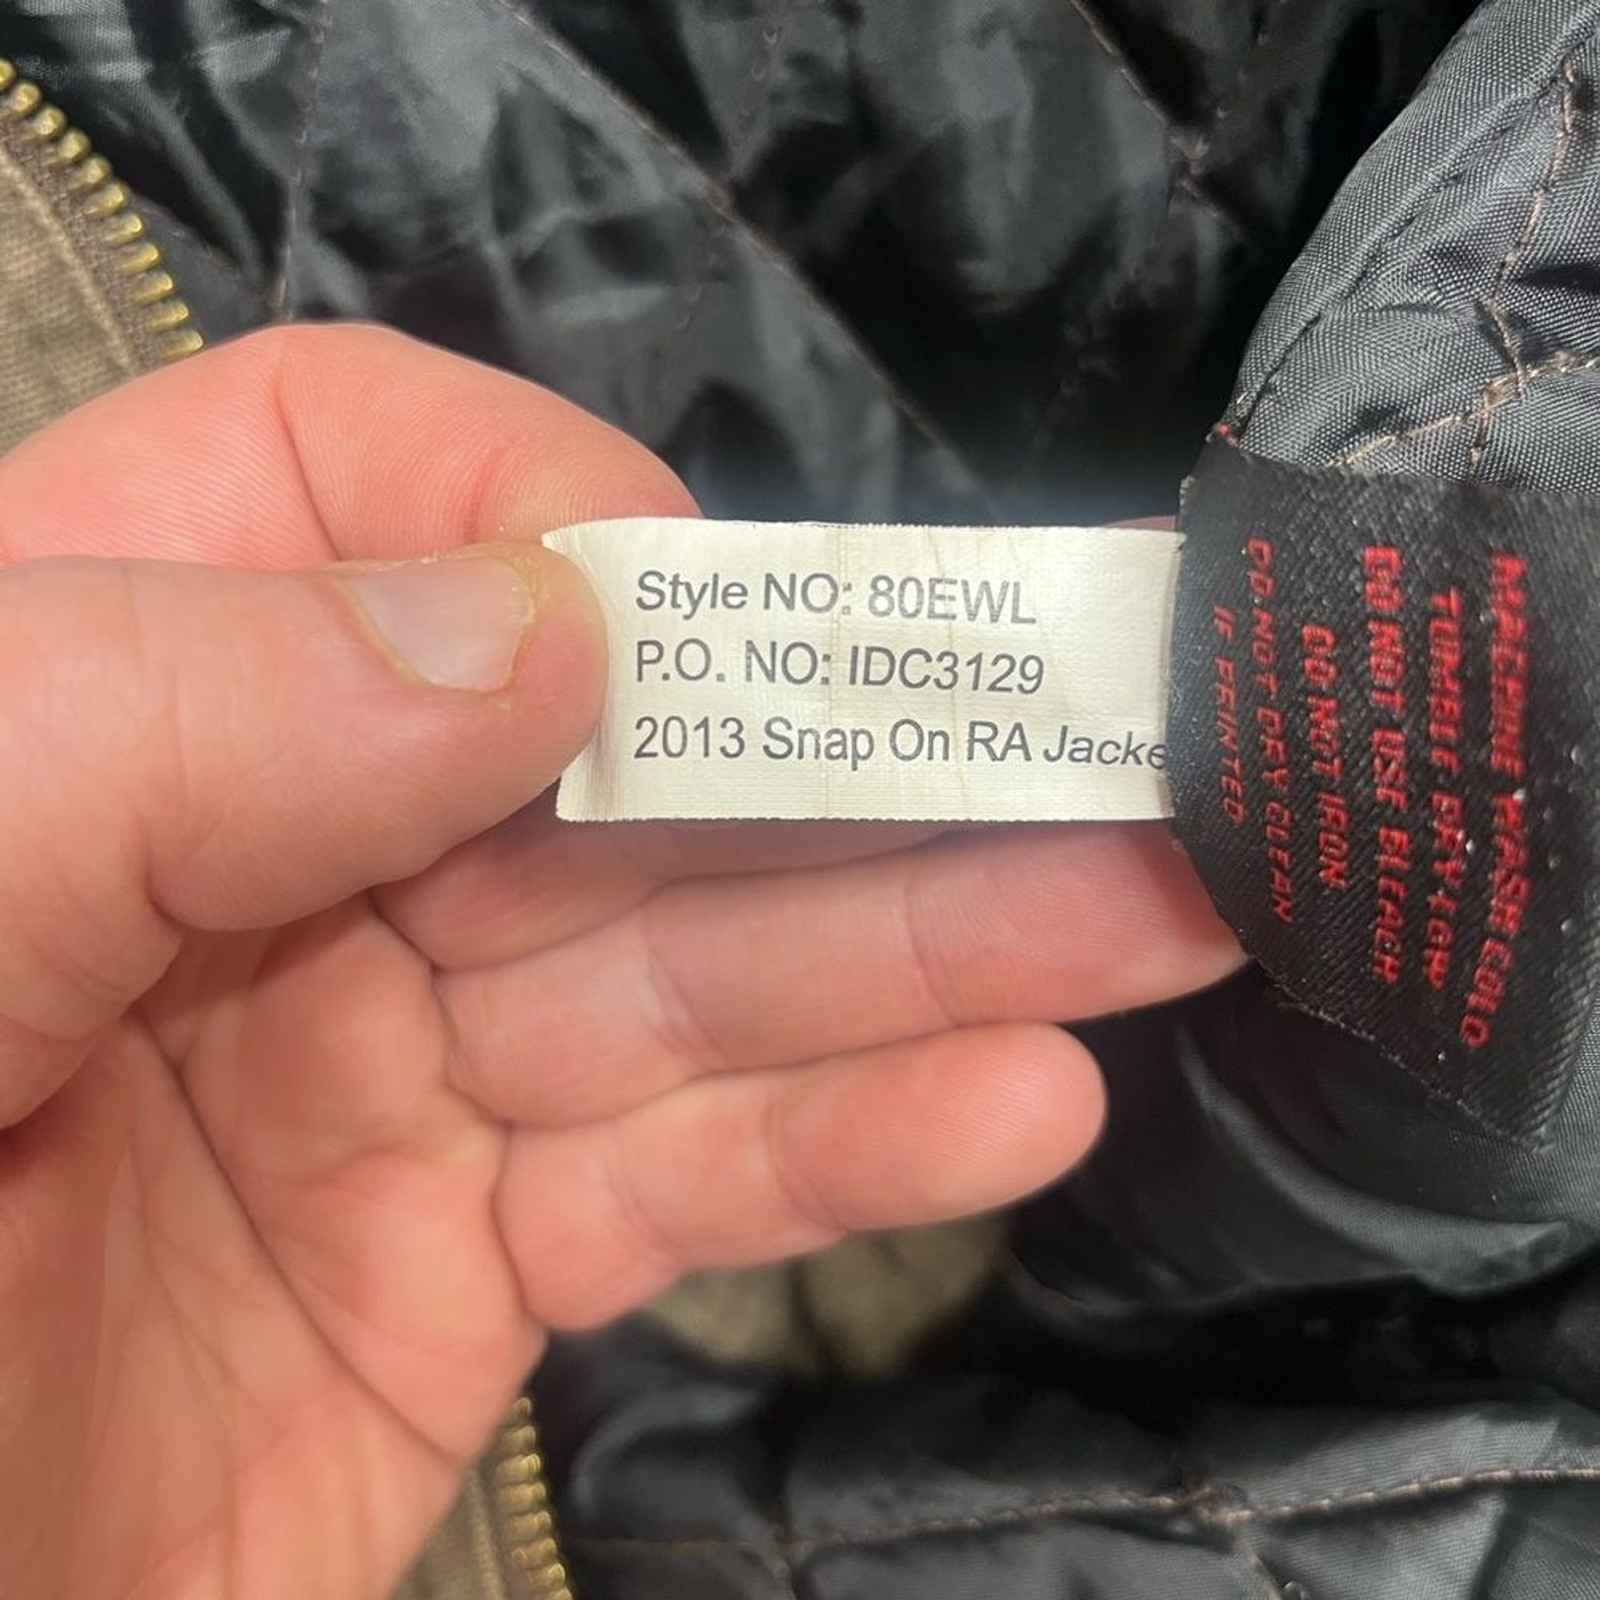 Style NO: 80EWL
P.O. NO: IDC3129
2013 Snap On RA Jacke
MACHINE WASH COLD
TUMBLE DRY LOW
DO NOT USE BLEACH
DO NOT IRON
DO NOT DRY CLEAN
IF PRINTED